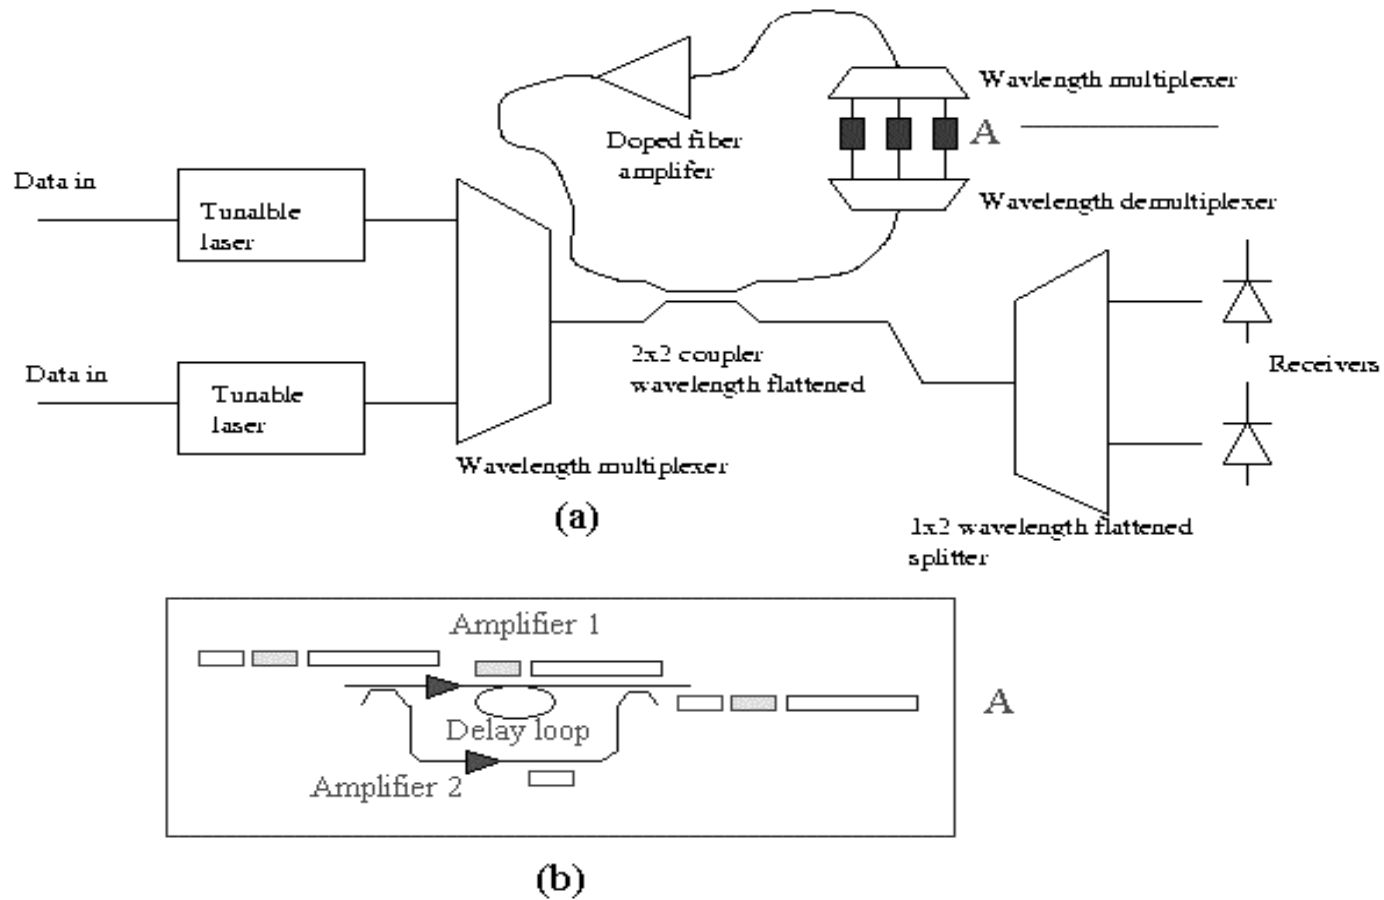 Wavlength multiplexer
Doped fiber
amplifer
A
Data in
Tunalble
laser
Wavelength demultiplexer
Data in
Tunable
laser
2x2 coupler
wavelength flattened
Receivers
Wavelength multiplexer
(a)
1x2 wavelength flattened
splitter
Amplifier 1
A
Delay loop
Amplifier 2
(b)